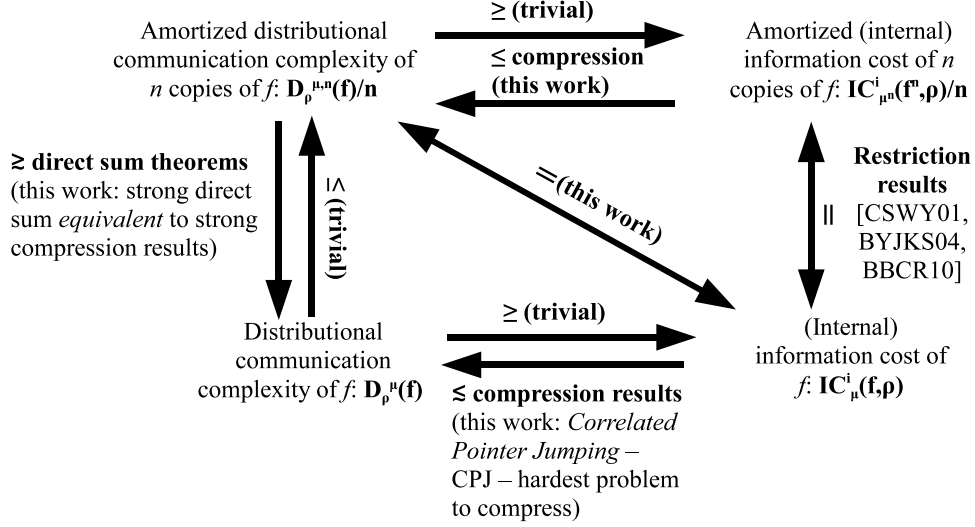 Amortized distributional
communication complexity of
n copies of f: D_ρ^{μ,n}(f)/n
≥ (trivial)
≤ compression
(this work)
Amortized (internal)
information cost of n
copies of f: IC^i_{μ^n}(f^n,ρ)/n
≳ direct sum theorems
(this work: strong direct
sum equivalent to strong
compression results)
≤ (trivial)
=(this work)
=
Restriction
results
[CSWY01,
BYJKS04,
BBCR10]
Distributional
communication
complexity of f: D_ρ^μ(f)
≥ (trivial)
≲ compression results
(this work: Correlated
Pointer Jumping –
CPJ – hardest problem
to compress)
(Internal)
information cost of
f: IC^i_μ(f,ρ)